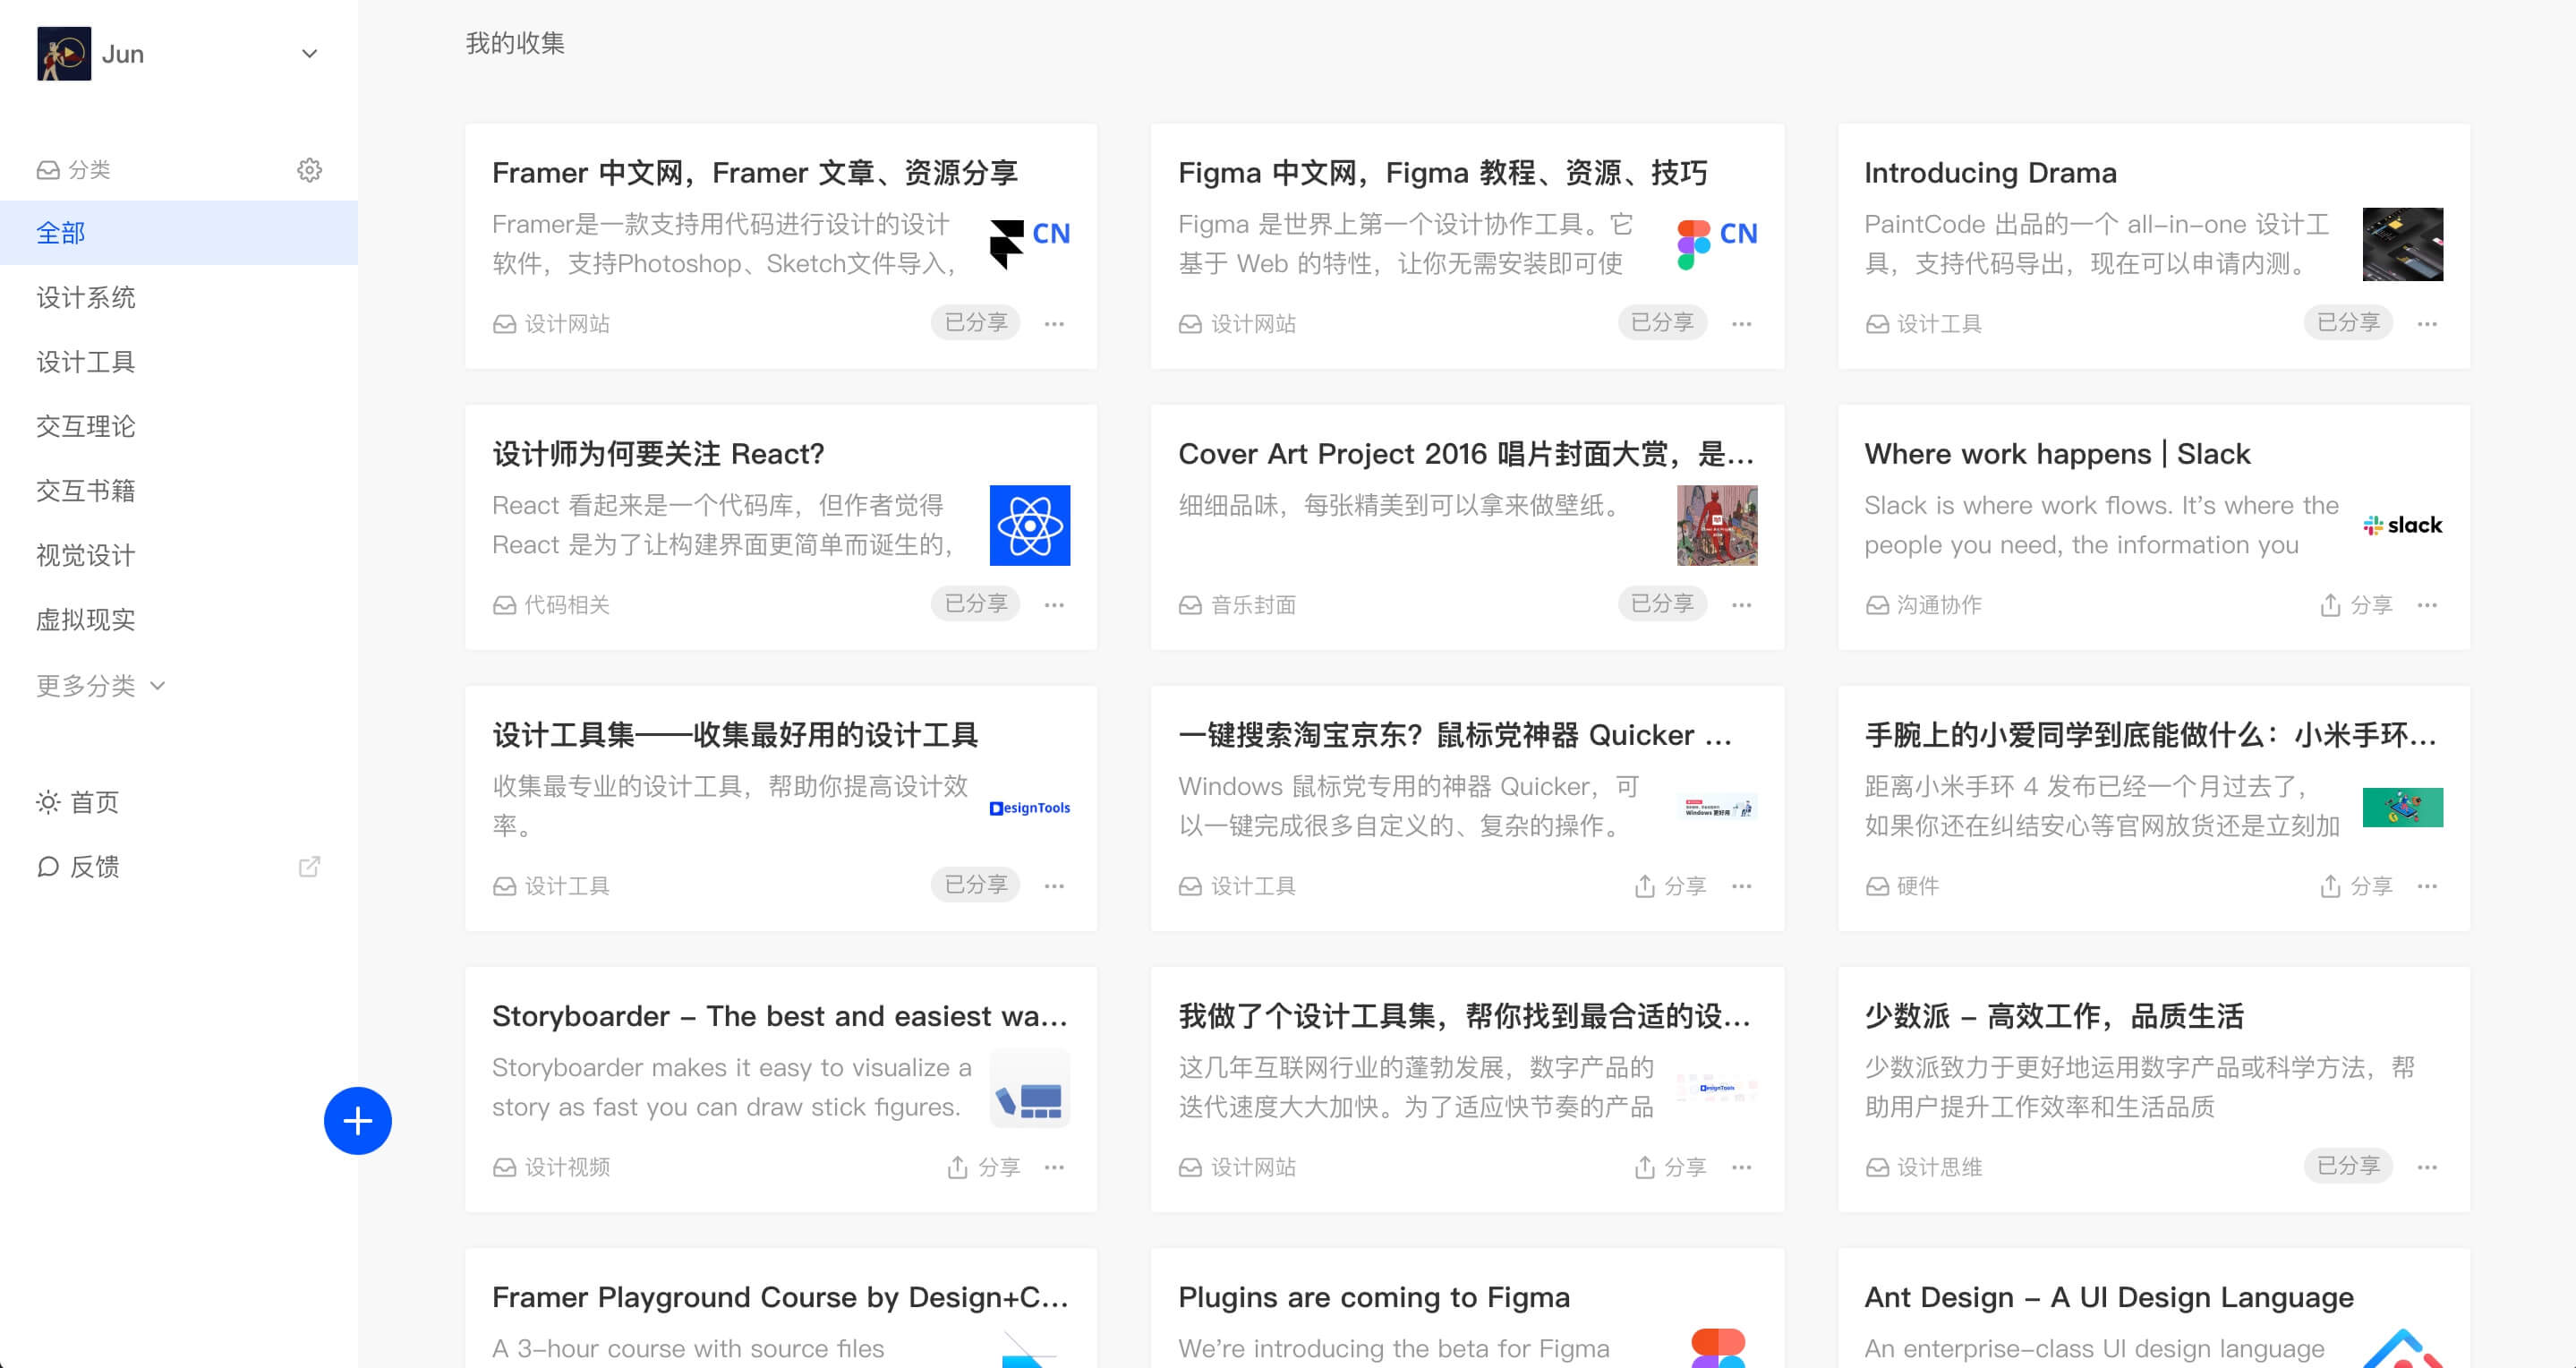 Jun
分类
全部
设计系统
设计工具
交互理论
交互书籍
视觉设计
虚拟现实
更多分类
首页
反馈
我的收集
Framer 中文网，Framer 文章、资源分享
Framer是一款支持用代码进行设计的设计
软件，支持Photoshop、Sketch文件导入，
CN
设计网站
已分享
Figma 中文网，Figma 教程、资源、技巧
Figma 是世界上第一个设计协作工具。它
基于 Web 的特性，让你无需安装即可使
CN
设计网站
已分享
Introducing Drama
PaintCode 出品的一个 all-in-one 设计工
具，支持代码导出，现在可以申请内测。
设计工具
已分享
设计师为何要关注 React?
React 看起来是一个代码库，但作者觉得
React 是为了让构建界面更简单而诞生的，
代码相关
已分享
Cover Art Project 2016 唱片封面大赏，是...
细细品味，每张精美到可以拿来做壁纸。
音乐封面
已分享
Where work happens | Slack
Slack is where work flows. It's where the
people you need, the information you
slack
沟通协作
分享
设计工具集——收集最好用的设计工具
收集最专业的设计工具，帮助你提高设计效
率。
DesignTools
设计工具
已分享
一键搜索淘宝京东？鼠标党神器 Quicker ...
Windows 鼠标党专用的神器 Quicker，可
以一键完成很多自定义的、复杂的操作。
Windows 更好用
设计工具
分享
手腕上的小爱同学到底能做什么：小米手环...
距离小米手环 4 发布已经一个月过去了，
如果你还在纠结安心等官网放货还是立刻加
硬件
分享
Storyboarder – The best and easiest wa...
Storyboarder makes it easy to visualize a
story as fast you can draw stick figures.
设计视频
分享
我做了个设计工具集，帮你找到最合适的设...
这几年互联网行业的蓬勃发展，数字产品的
迭代速度大大加快。为了适应快节奏的产品
DesignTools
设计网站
分享
少数派 – 高效工作，品质生活
少数派致力于更好地运用数字产品或科学方法，帮
助用户提升工作效率和生活品质
设计思维
已分享
Framer Playground Course by Design+C...
A 3-hour course with source files
Plugins are coming to Figma
We're introducing the beta for Figma
Ant Design – A UI Design Language
An enterprise-class UI design language